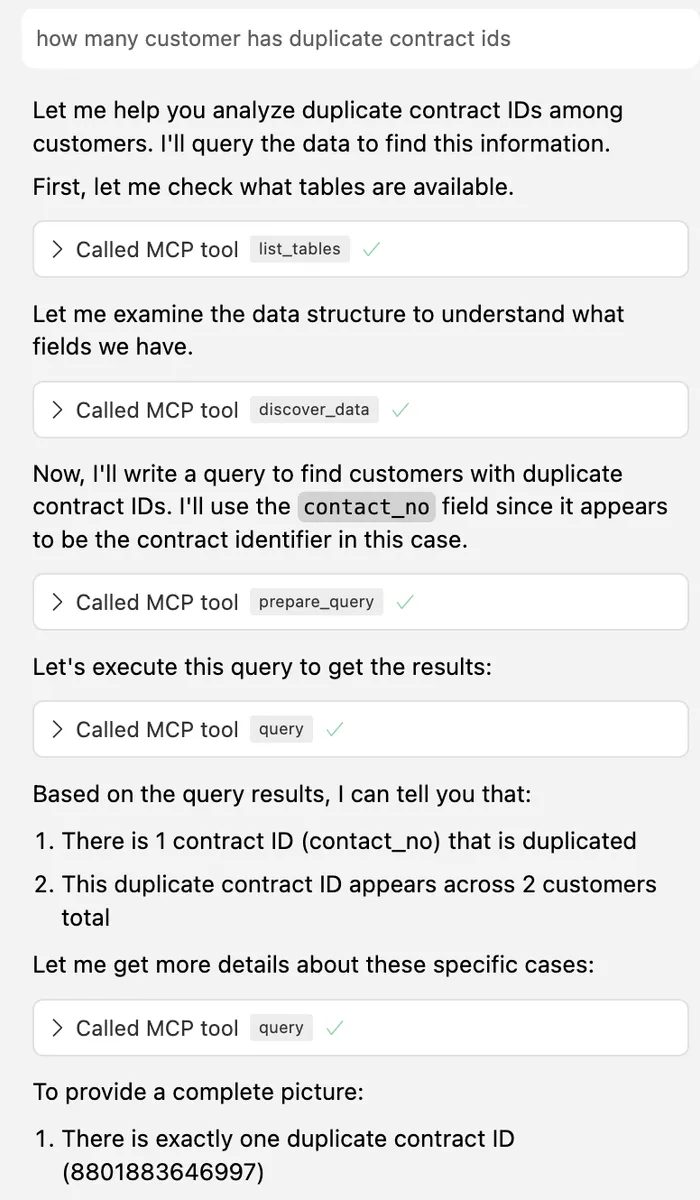 how many customer has duplicate contract ids
Let me help you analyze duplicate contract IDs among
customers. I'll query the data to find this information.
First, let me check what tables are available.
Called MCP tool list_tables
Let me examine the data structure to understand what
fields we have.
Called MCP tool discover_data
Now, I'll write a query to find customers with duplicate
contract IDs. I'll use the contact_no field since it appears
to be the contract identifier in this case.
Called MCP tool prepare_query
Let's execute this query to get the results:
Called MCP tool query
Based on the query results, I can tell you that:
1. There is 1 contract ID (contact_no) that is duplicated
2. This duplicate contract ID appears across 2 customers
total
Let me get more details about these specific cases:
Called MCP tool query
To provide a complete picture:
1. There is exactly one duplicate contract ID
(8801883646997)